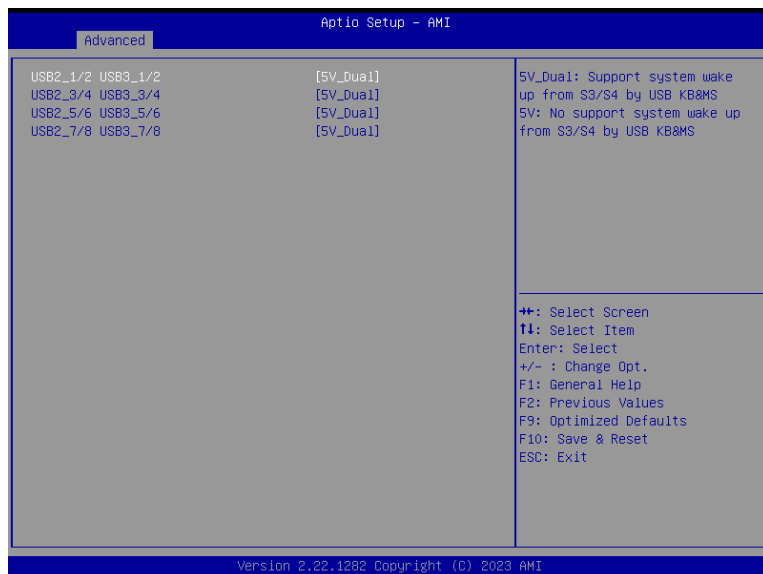 Aptio Setup – AMI
Advanced
USB2_1/2 USB3_1/2 [5V_Dual]
USB2_3/4 USB3_3/4 [5V_Dual]
USB2_5/6 USB3_5/6 [5V_Dual]
USB2_7/8 USB3_7/8 [5V_Dual]
5V_Dual: Support system wake
up from S3/S4 by USB KB&MS
5V: No support system wake up
from S3/S4 by USB KB&MS
→←: Select Screen
↑↓: Select Item
Enter: Select
+/- : Change Opt.
F1: General Help
F2: Previous Values
F9: Optimized Defaults
F10: Save & Reset
ESC: Exit
Version 2.22.1282 Copyright (C) 2023 AMI